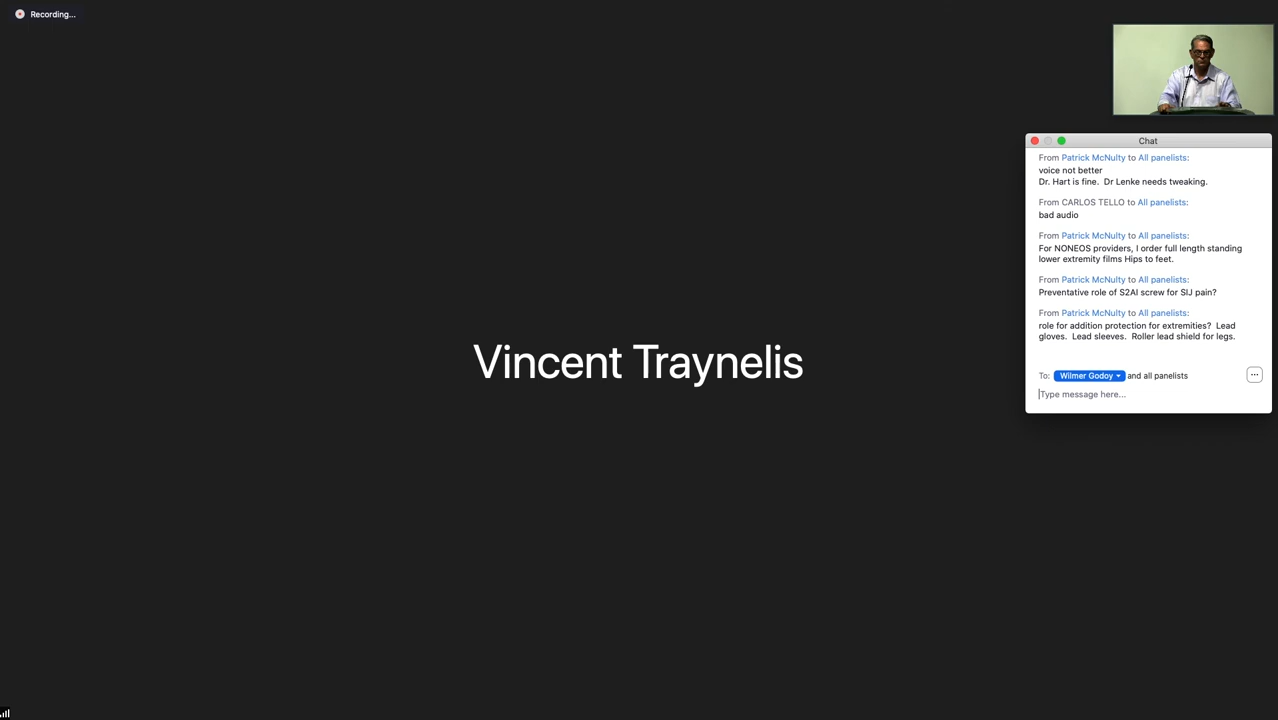 Recording...
Chat
From Patrick McNulty to All panelists:
voice not better
Dr. Hart is fine.  Dr Lenke needs tweaking.
From CARLOS TELLO to All panelists:
bad audio
From Patrick McNulty to All panelists:
For NONEOS providers, I order full length standing
lower extremity films Hips to feet.
From Patrick McNulty to All panelists:
Preventative role of S2AI screw for SIJ pain?
From Patrick McNulty to All panelists:
role for addition protection for extremities?  Lead
gloves.  Lead sleeves.  Roller lead shield for legs.
Vincent Traynelis
To: Wilmer Godoy and all panelists
Type message here...